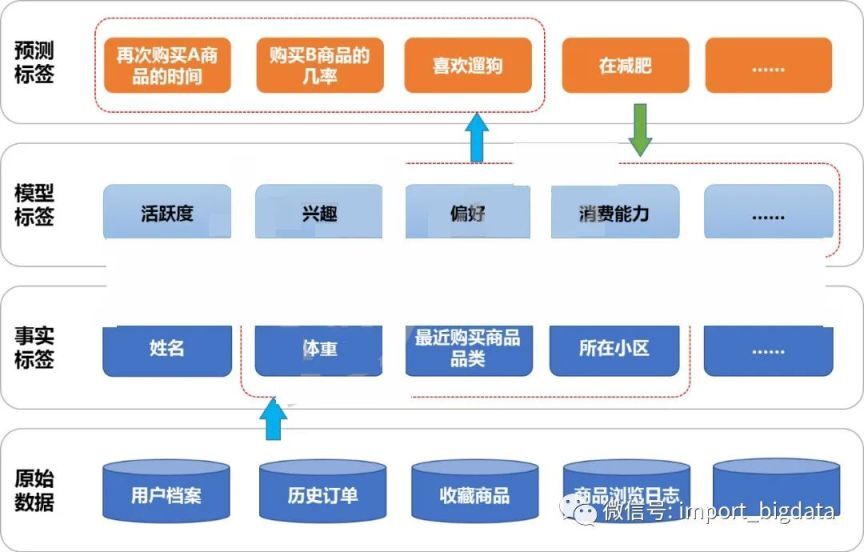 预测
标签
再次购买A商
品的时间
购买B商品的
几率
喜欢遛狗
在减肥
......
模型
标签
活跃度
兴趣
偏好
消费能力
......
事实
标签
姓名
体重
最近购买商品
品类
所在小区
......
原始
数据
用户档案
历史订单
收藏商品
商品浏览日志
微信号: import_bigdata